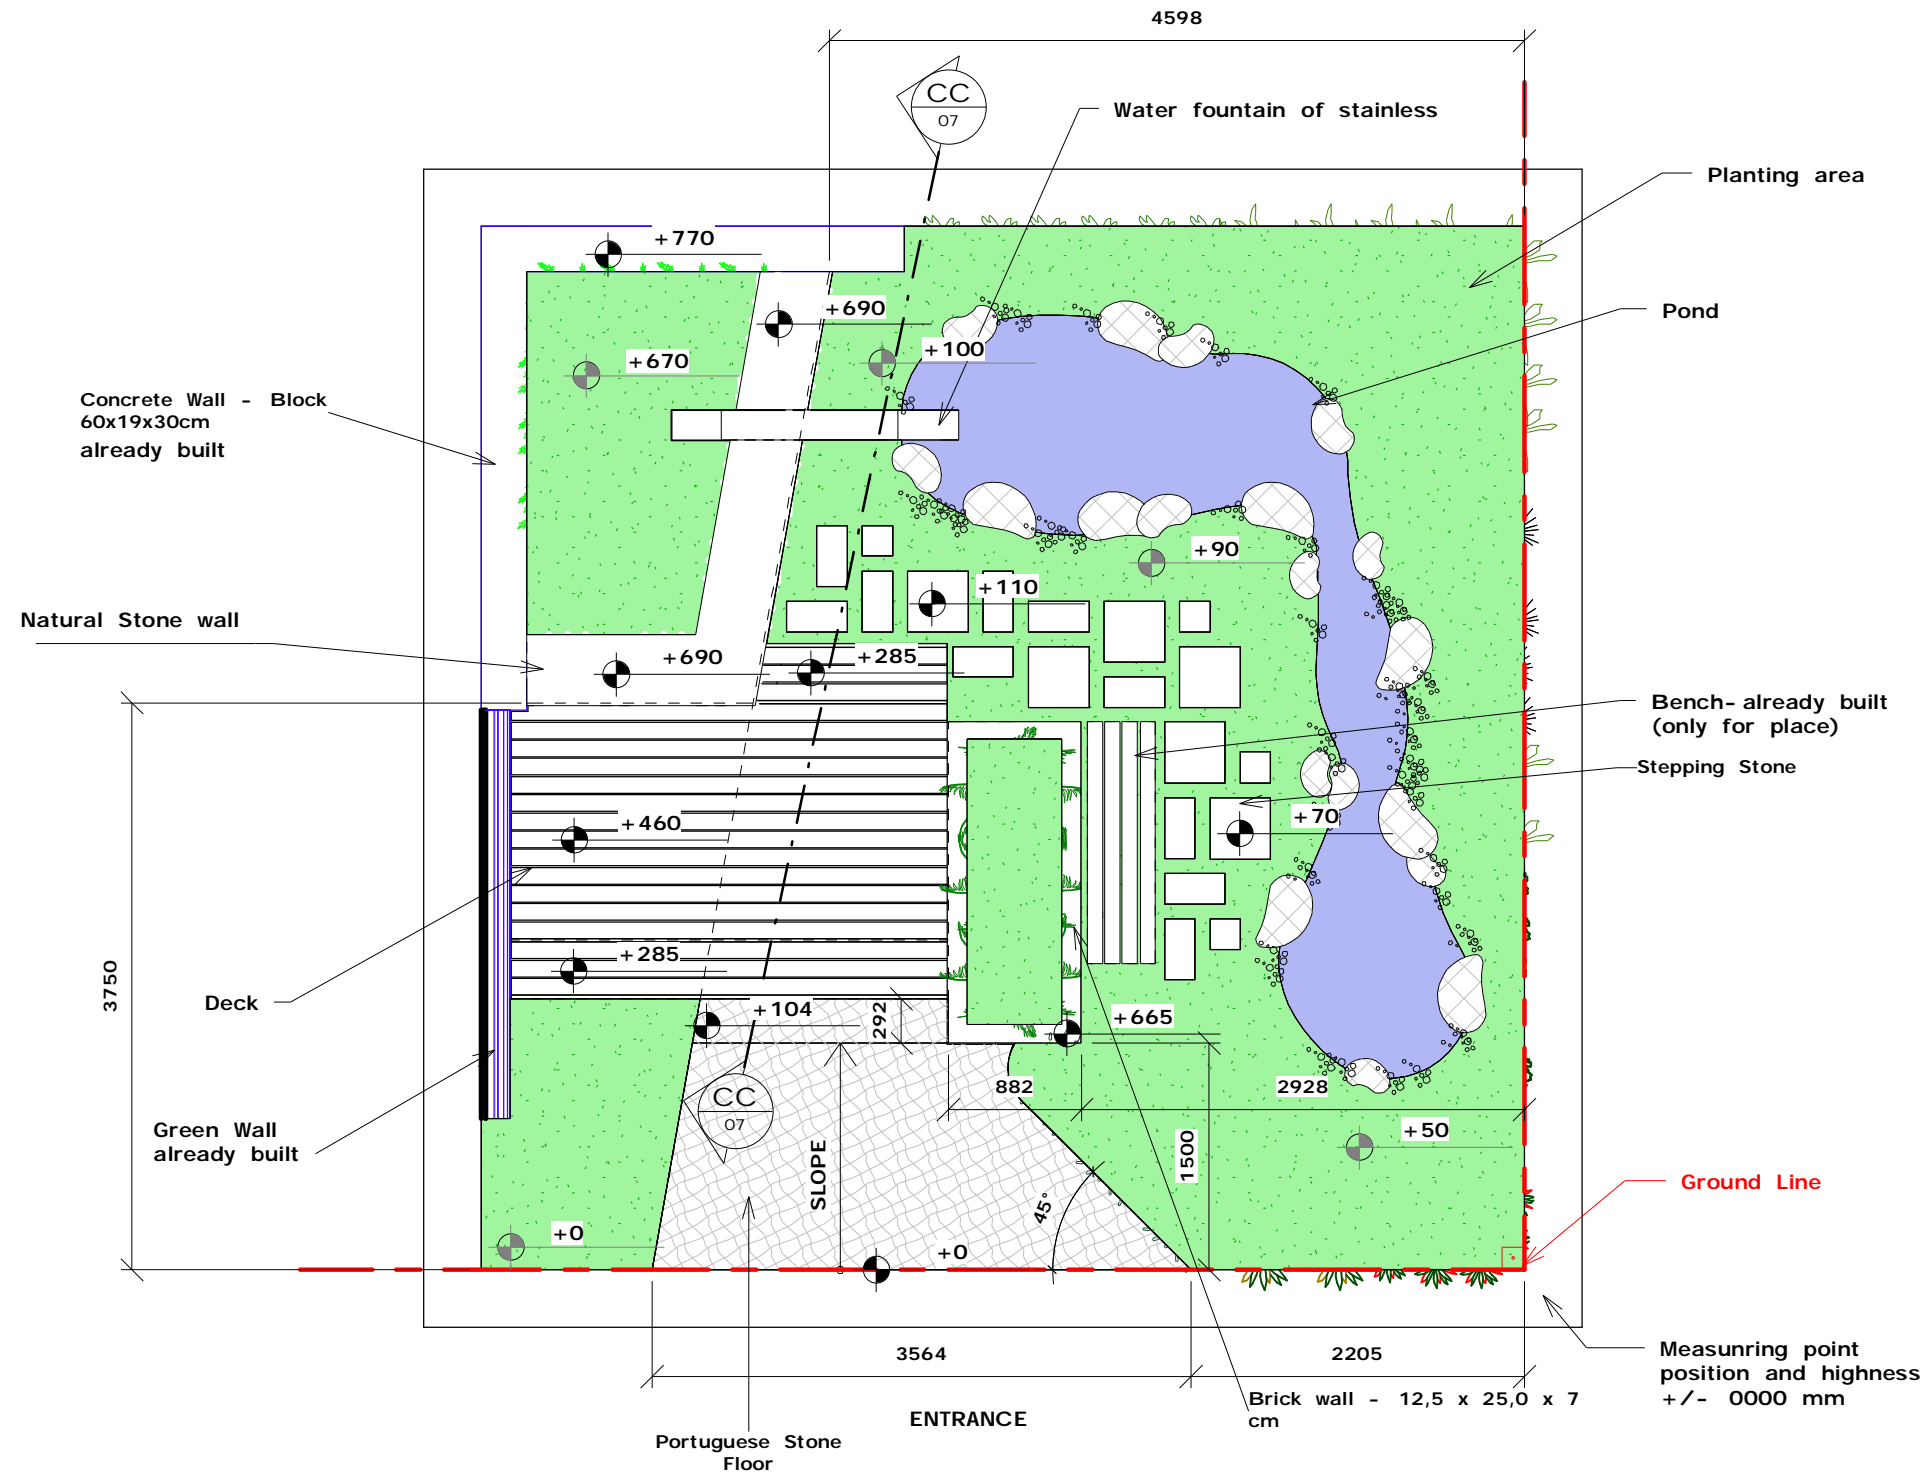 4598
CC
07
Water fountain of stainless
Planting area
+770
+690
Pond
+100
+670
Concrete Wall - Block
60x19x30cm
already built
+90
+110
Natural Stone wall
+690
+285
Bench-already built
(only for place)
Stepping Stone
+460
+70
3750
+285
Deck
+104
292
+665
882
2928
CC
07
Green Wall
already built
SLOPE
1500
+50
45°
Ground Line
+0
+0
3564
2205
Measunring point
position and highness
+/- 0000 mm
Brick wall - 12,5 x 25,0 x 7
cm
ENTRANCE
Portuguese Stone
Floor